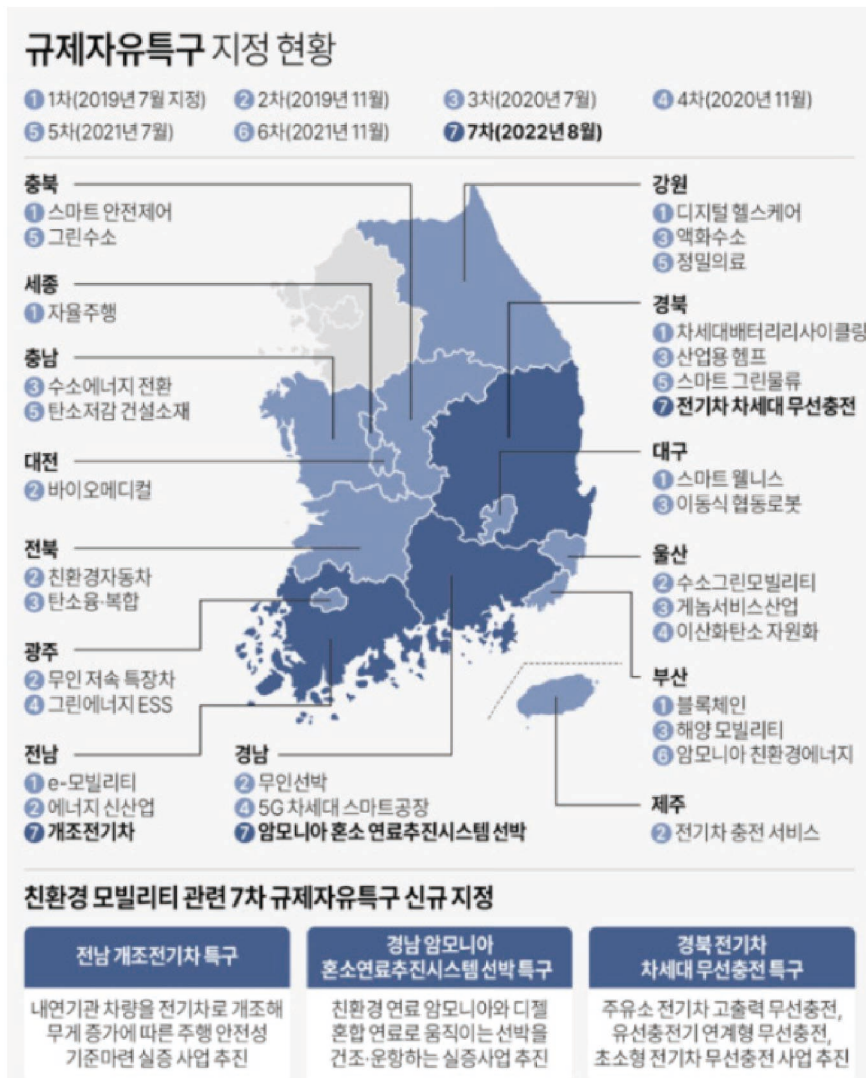 규제자유특구 지정 현황
1 1차(2019년 7월 지정) 2 2차(2019년 11월) 3 3차(2020년 7월) 4 4차(2020년 11월)
5 5차(2021년 7월) 6 6차(2021년 11월) 7 7차(2022년 8월)
충북
1 스마트 안전제어
5 그린수소
세종
1 자율주행
충남
3 수소에너지 전환
5 탄소저감 건설소재
대전
2 바이오메디컬
전북
2 친환경자동차
3 탄소융·복합
광주
2 무인 저속 특장차
4 그린에너지 ESS
전남
1 e-모빌리티
2 에너지 신산업
7 개조전기차
경남
2 무인선박
4 5G 차세대 스마트공장
7 암모니아 혼소 연료추진시스템 선박
강원
1 디지털 헬스케어
3 액화수소
5 정밀의료
경북
1 차세대배터리리사이클링
3 산업용 헴프
5 스마트 그린물류
7 전기차 차세대 무선충전
대구
1 스마트 웰니스
3 이동식 협동로봇
울산
2 수소그린모빌리티
3 게놈서비스산업
4 이산화탄소 자원화
부산
1 블록체인
3 해양 모빌리티
6 암모니아 친환경에너지
제주
2 전기차 충전 서비스
친환경 모빌리티 관련 7차 규제자유특구 신규 지정
전남 개조전기차 특구
내연기관 차량을 전기차로 개조해
무게 증가에 따른 주행 안전성
기준마련 실증 사업 추진
경남 암모니아
혼소연료추진시스템 선박 특구
친환경 연료 암모니아와 디젤
혼합 연료로 움직이는 선박을
건조·운항하는 실증사업 추진
경북 전기차
차세대 무선충전 특구
주유소 전기차 고출력 무선충전,
유선충전기 연계형 무선충전,
초소형 전기차 무선충전 사업 추진